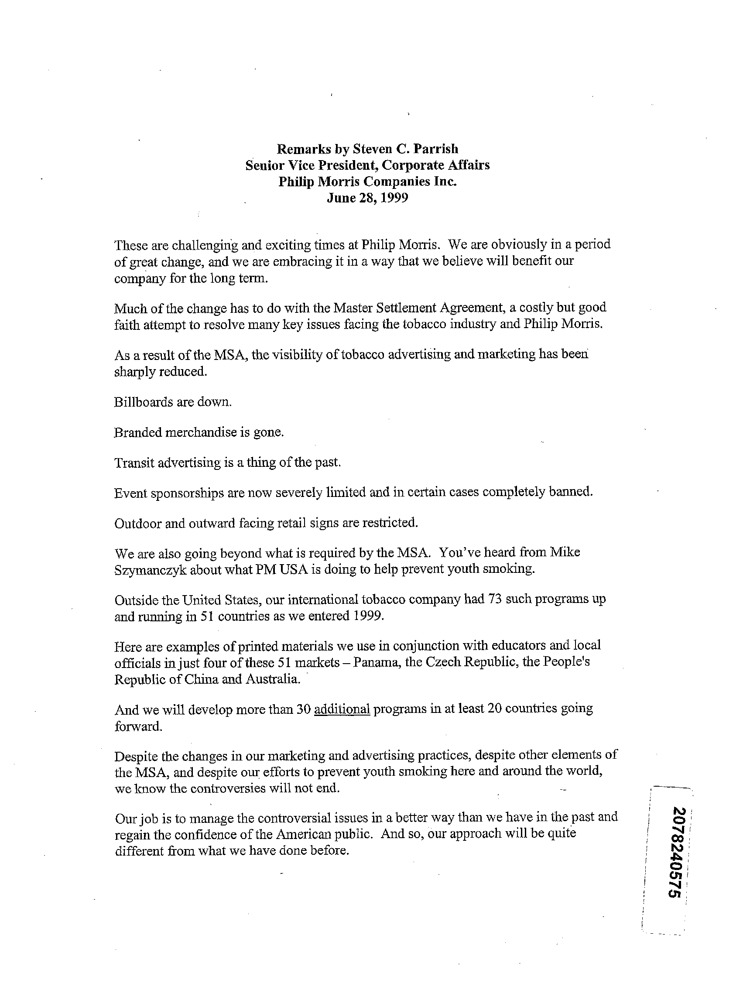 Remarks by Steven C. Parrish
Senior Vice President, Corporate Affairs
Philip Morris Companies Inc.
June 28, 1999
These are challenging and exciting times at Philip Morris. We are obviously in a period
of great change, and we are embracing it in a way that we believe will benefit our
company for the long term.
Much of the change has to do with the Master Settlement Agreement, a costly but good
faith attempt to resolve many key issues facing the tobacco industry and Philip Morris.
As a result of the MSA, the visibility of tobacco advertising and marketing has been
sharply reduced.
Billboards are down.
Branded merchandise is gone.
Transit advertising is a thing of the past.
Event sponsorships are now severely limited and in certain cases completely banned.
Outdoor and outward facing retail signs are restricted.
We are also going beyond what is required by the MSA. You've heard from Mike
Szymanczyk about what PM USA is doing to help prevent youth smoking.
Outside the United States, our international tobacco company had 73 such programs up
and running in 51 countries as we entered 1999.
Here are examples of printed materials we use in conjunction with educators and local
officials in just four of these 51 markets – Panama, the Czech Republic, the People's
Republic of China and Australia.
And we will develop more than 30 additional programs in at least 20 countries going
forward.
Despite the changes in our marketing and advertising practices, despite other elements of
the MSA, and despite our efforts to prevent youth smoking here and around the world,
we know the controversies will not end.
Our job is to manage the controversial issues in a better way than we have in the past and
regain the confidence of the American public. And so, our approach will be quite
different from what we have done before.
2078240575